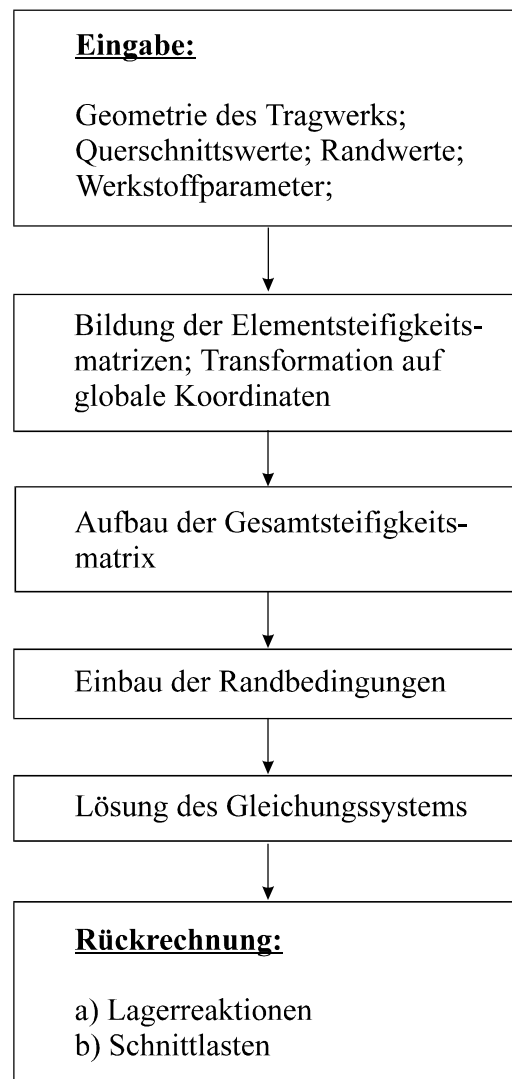 Eingabe:
Geometrie des Tragwerks;
Querschnittswerte; Randwerte;
Werkstoffparameter;
Bildung der Elementsteifigkeits-
matrizen; Transformation auf
globale Koordinaten
Aufbau der Gesamtsteifigkeits-
matrix
Einbau der Randbedingungen
Lösung des Gleichungssystems
Rückrechnung:
a) Lagerreaktionen
b) Schnittlasten